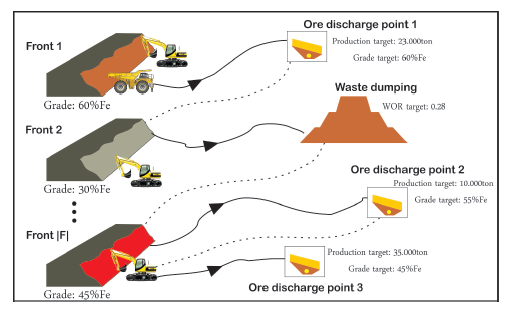 Ore discharge point 1
Production target: 23.000ton
Grade target: 60%Fe
Front 1
Grade: 60%Fe
Waste dumping
WOR target: 0.28
Front 2
Grade: 30%Fe
Ore discharge point 2
Production target: 10.000ton
Grade target: 55%Fe
Front |F|
Grade: 45%Fe
Production target: 35.000ton
Grade target: 45%Fe
Ore discharge point 3